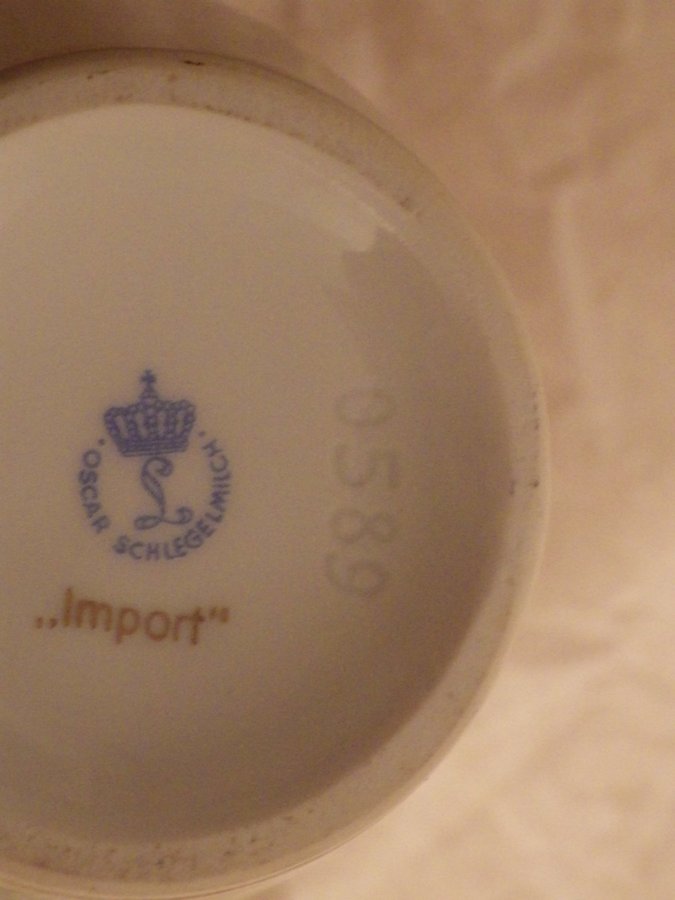 L
OSCAR SCHLEGELMILCH
„Import"
0589